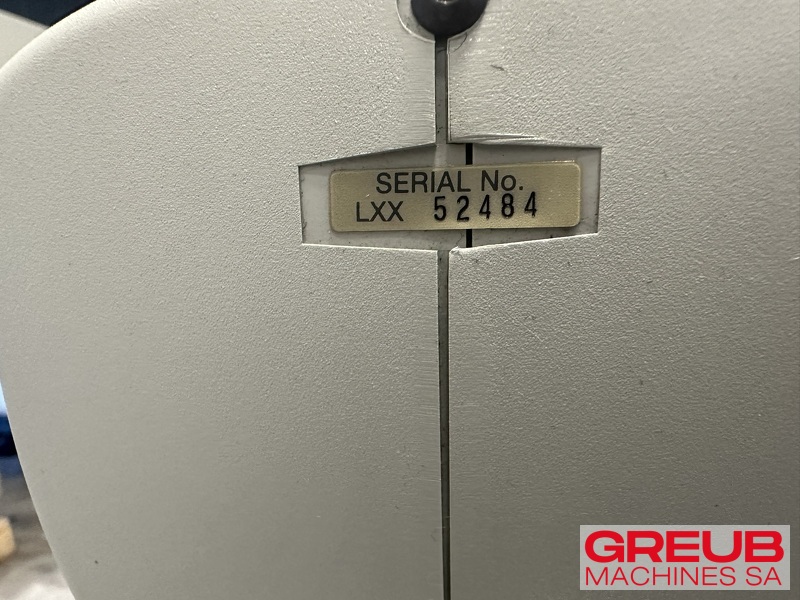 SERIAL No.
LXX 52484
GREUB
MACHINES SA